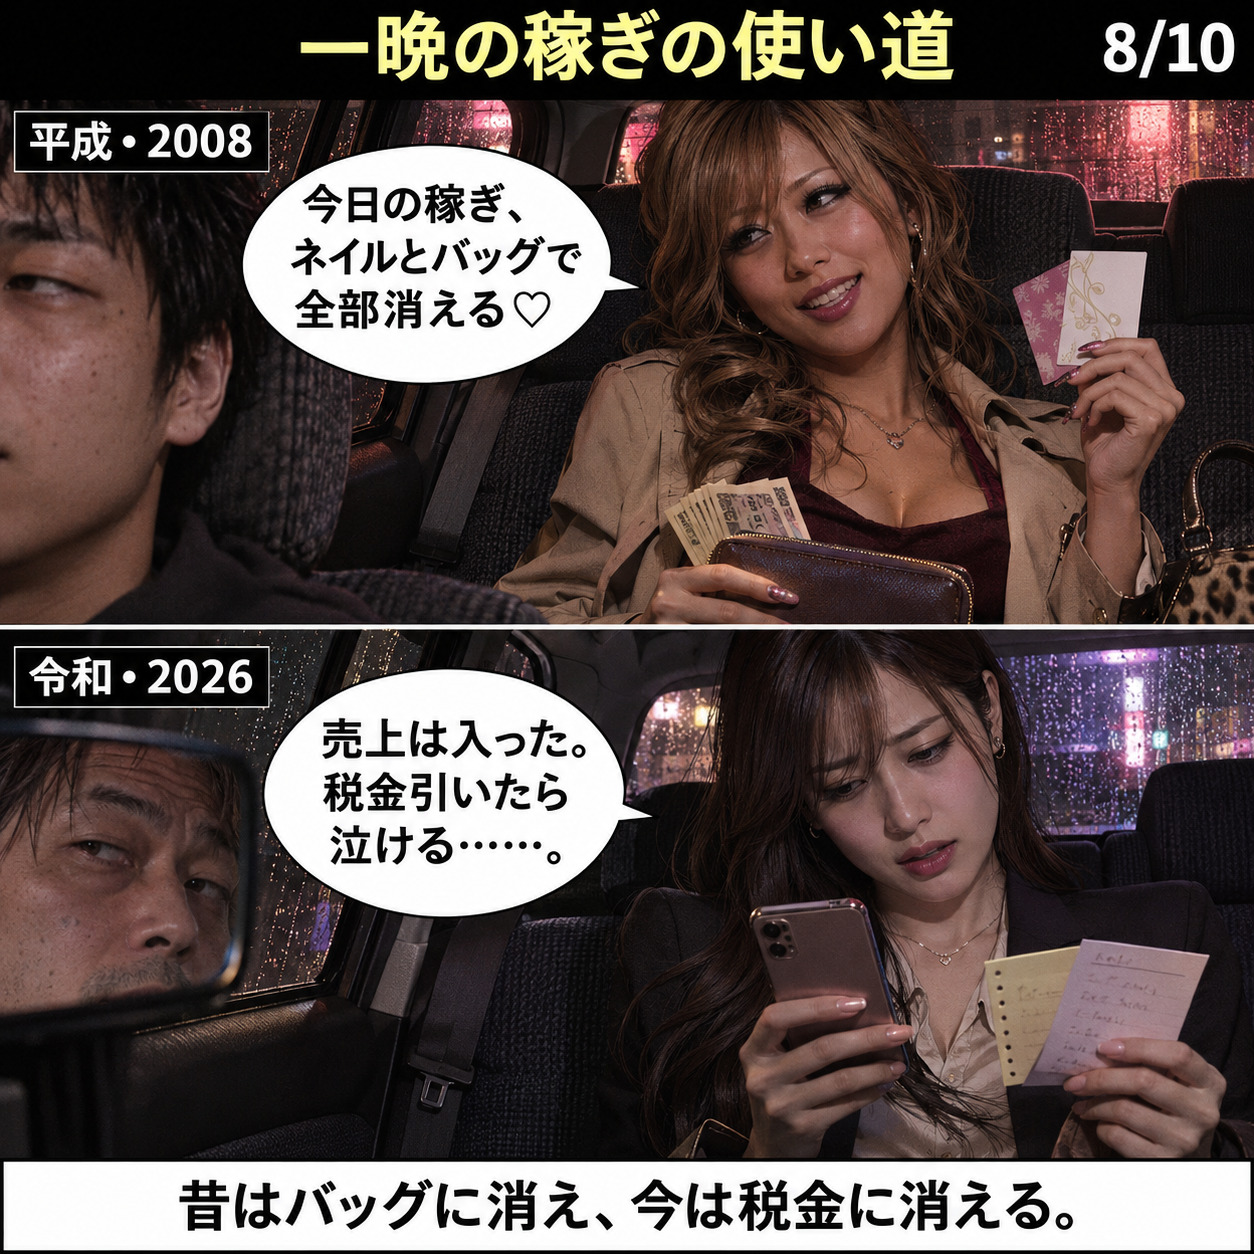 一晩の稼ぎの使い道
8/10
平成・2008
今日の稼ぎ、
ネイルとバッグで
全部消える♡
令和・2026
売上は入った。
税金引いたら
泣ける……。
昔はバッグに消え、今は税金に消える。